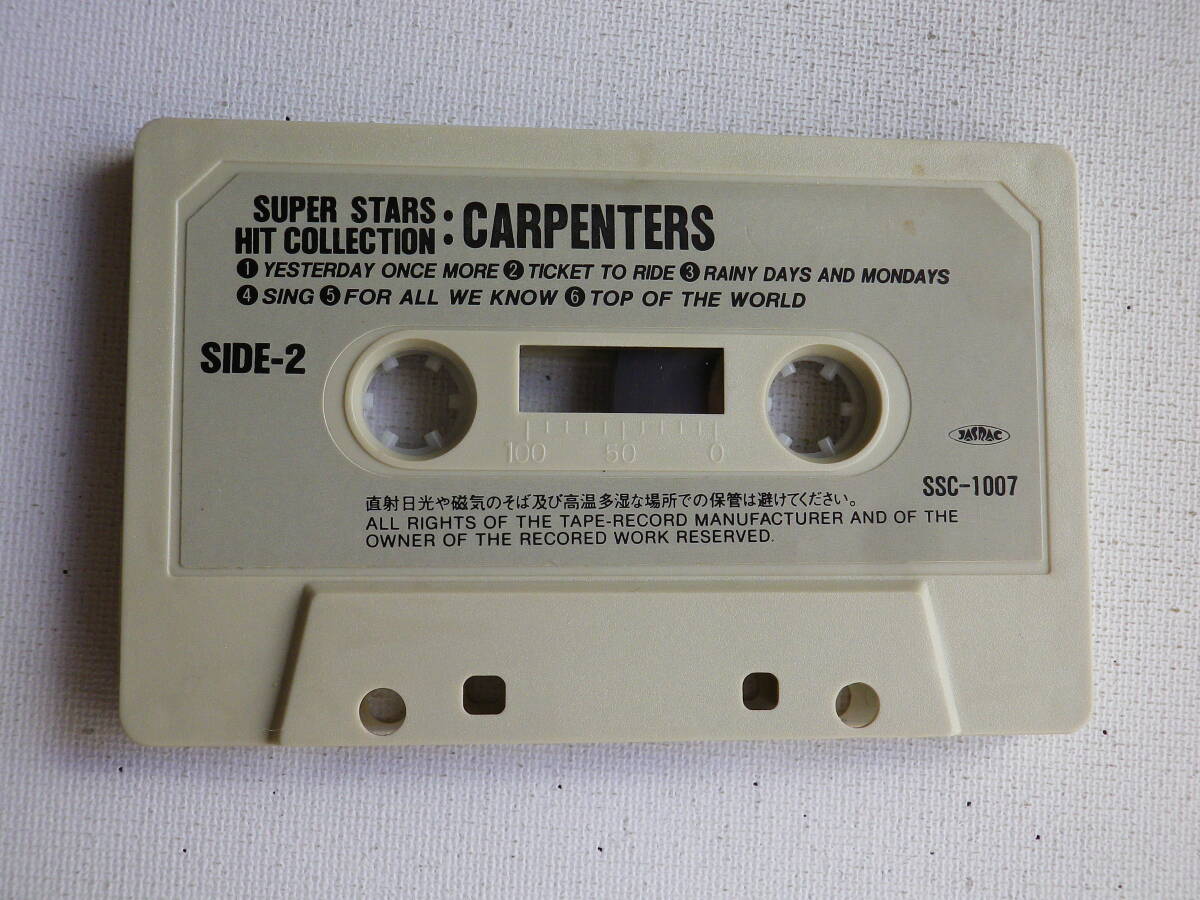 SUPER STARS
HIT COLLECTION : CARPENTERS
❶ YESTERDAY ONCE MORE ❷ TICKET TO RIDE ❸ RAINY DAYS AND MONDAYS
❹ SING ❺ FOR ALL WE KNOW ❻ TOP OF THE WORLD
SIDE-2
100 50 0
JASRAC
SSC-1007
直射日光や磁気のそば及び高温多湿な場所での保管は避けてください。
ALL RIGHTS OF THE TAPE-RECORD MANUFACTURER AND OF THE
OWNER OF THE RECORED WORK RESERVED.